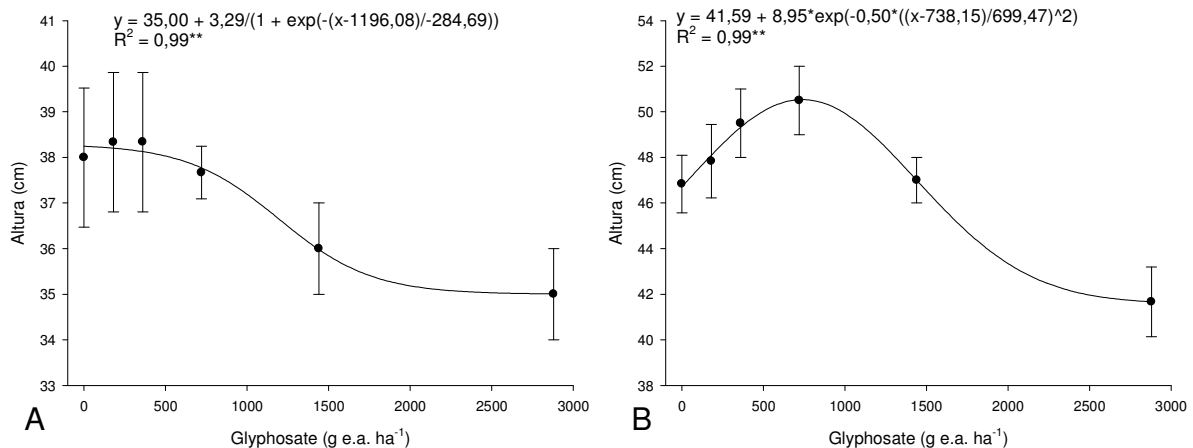 y = 35,00 + 3,29/(1 + exp(-(x-1196,08)/-284,69))
R² = 0,99**
41
40
39
38
37
36
35
34
33
Altura (cm)
0 500 1000 1500 2000 2500 3000
Glyphosate (g e.a. ha⁻¹)
A
y = 41,59 + 8,95*exp(-0,50*((x-738,15)/699,47)^2)
R² = 0,99**
54
52
50
48
46
44
42
40
38
Altura (cm)
0 500 1000 1500 2000 2500 3000
Glyphosate (g e.a. ha⁻¹)
B